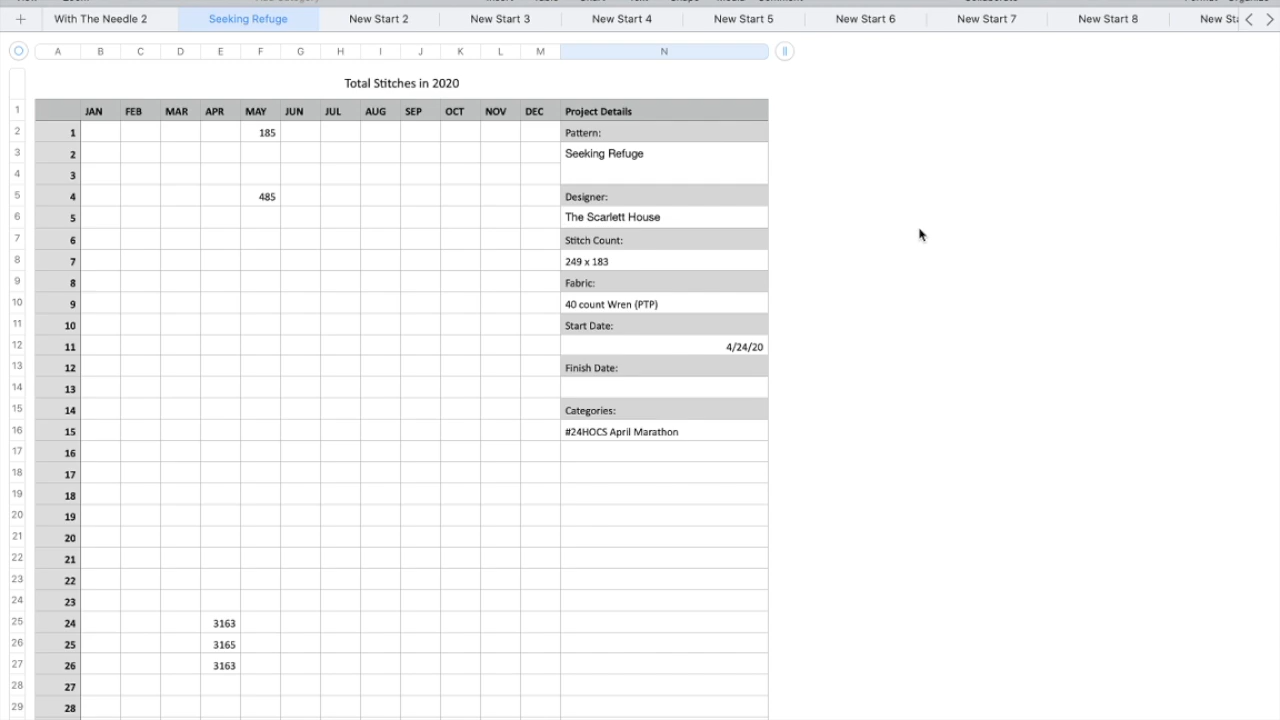 + With The Needle 2 Seeking Refuge New Start 2 New Start 3 New Start 4 New Start 5 New Start 6 New Start 7 New Start 8 New Sta
A B C D E F G H I J K L M N
Total Stitches in 2020
1 JAN FEB MAR APR MAY JUN JUL AUG SEP OCT NOV DEC Project Details
2 1 185 Pattern:
3 2 Seeking Refuge
4 3
5 4 485 Designer:
6 5 The Scarlett House
7 6 Stitch Count:
8 7 249 x 183
9 8 Fabric:
10 9 40 count Wren (PTP)
11 10 Start Date:
12 11 4/24/20
13 12 Finish Date:
14 13
15 14 Categories:
16 15 #24HOCS April Marathon
17 16
18 17
19 18
20 19
21 20
22 21
23 22
24 23
25 24 3163
26 25 3165
27 26 3163
28 27
29 28